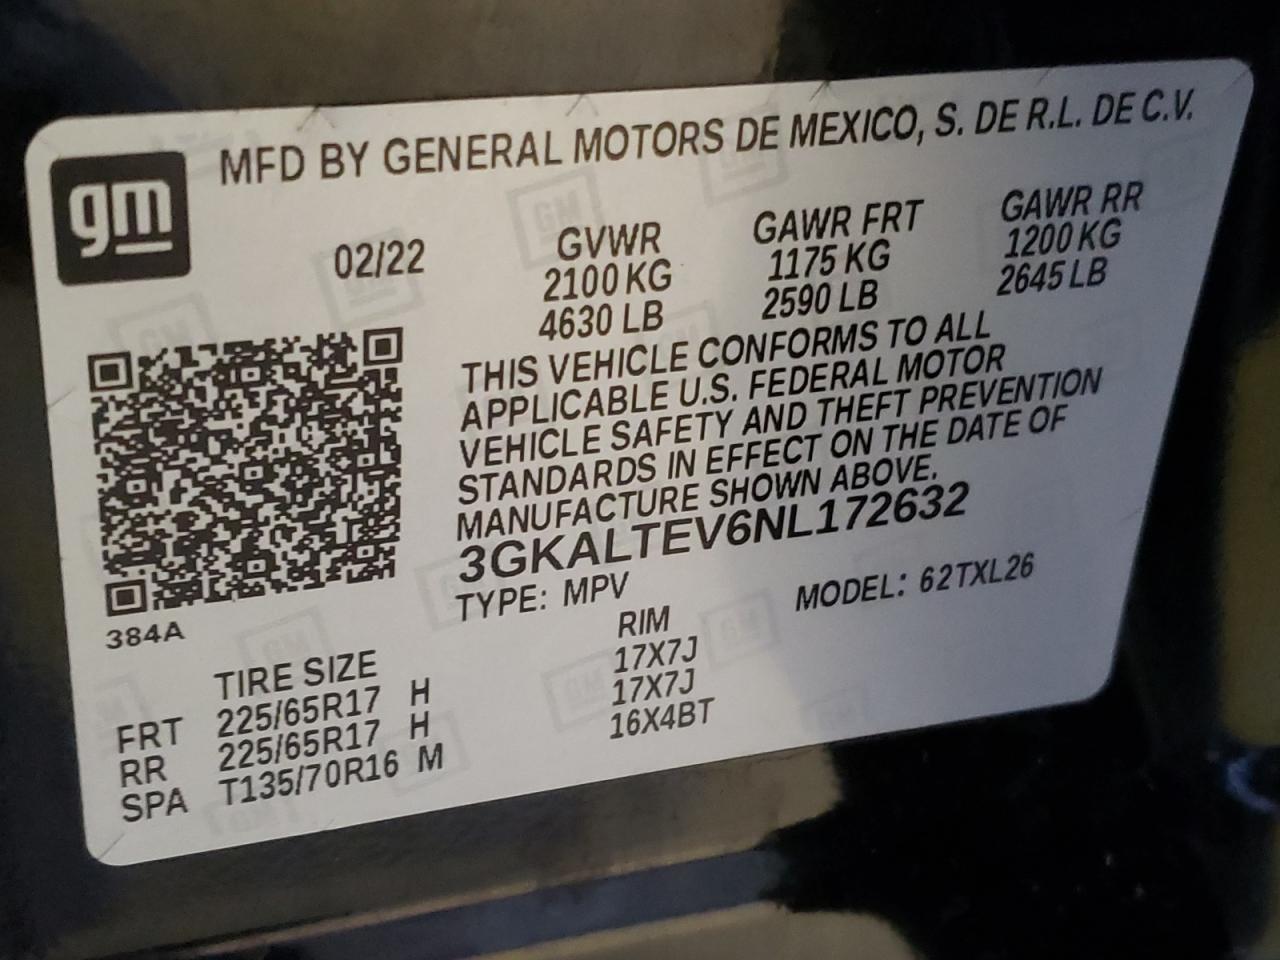 gm
MFD BY GENERAL MOTORS DE MEXICO, S. DE R.L. DE C.V.
02/22
GVWR
2100 KG
4630 LB
GAWR FRT
1175 KG
2590 LB
GAWR RR
1200 KG
2645 LB
THIS VEHICLE CONFORMS TO ALL
APPLICABLE U.S. FEDERAL MOTOR
VEHICLE SAFETY AND THEFT PREVENTION
STANDARDS IN EFFECT ON THE DATE OF
MANUFACTURE SHOWN ABOVE.
3GKALTEV6NL172632
TYPE: MPV
MODEL: 62TXL26
384A
TIRE SIZE
RIM
FRT 225/65R17 H 17X7J
RR 225/65R17 H 17X7J
SPA T135/70R16 M 16X4BT